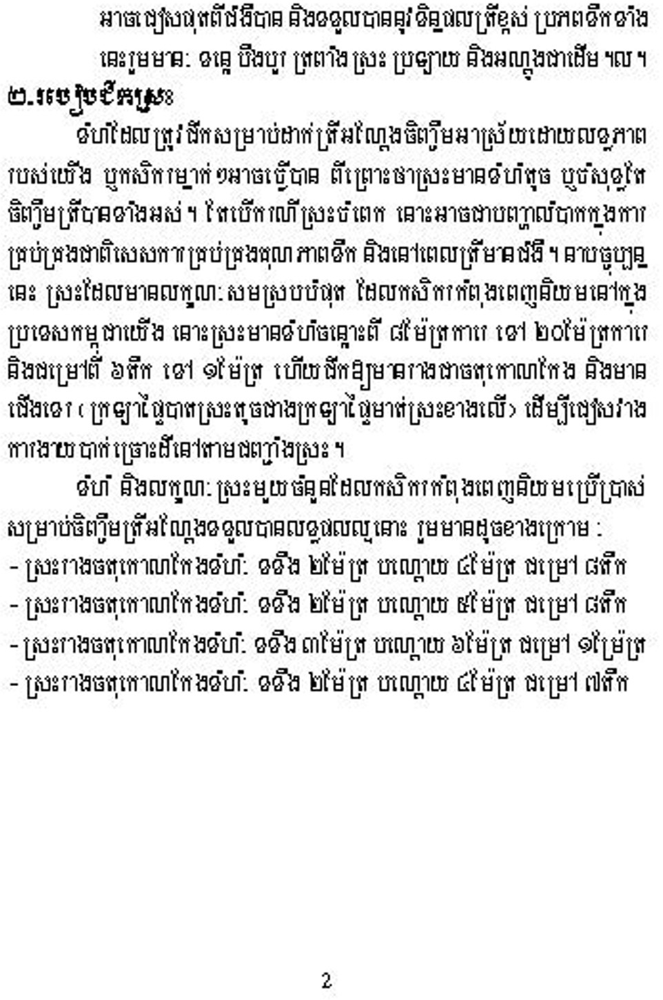 អាចជៀសផុតពីជំងឺបាន និងទទួលបាននូវទិន្នផលត្រីខ្ពស់ ប្រភពទឹកទាំង
នេះរួមមានៈ ទន្លេ បឹងបួរ ត្រពាំង ស្រះ ប្រឡាយ និងអណ្តូងជាដើម ។ល។
២.របៀបជីកស្រះ
ទំហំដែលត្រូវជីកសម្រាប់ដាក់ត្រីអណ្តែងចិញ្ចឹមអាស្រ័យដោយលទ្ធភាព
របស់យើង ឬកសិករម្នាក់ៗអាចធ្វើបាន ពីព្រោះថាស្រះមានទំហំតូច ឬធំសុទ្ធតែ
ចិញ្ចឹមត្រីបានទាំងអស់។ តែបើករណីស្រះធំពេក នោះអាចជាបញ្ហាលំបាកក្នុងការ
គ្រប់គ្រងជាពិសេសការគ្រប់គ្រងគុណភាពទឹក និងនៅពេលត្រីមានជំងឺ។ នាបច្ចុប្បន្ន
នេះ ស្រះដែលមានលក្ខណៈសមស្របបំផុត ដែលកសិករកំពុងពេញនិយមនៅក្នុង
ប្រទេសកម្ពុជាយើង នោះស្រះមានទំហំចន្លោះពី ៨ម៉ែត្រការេ ទៅ ២០ម៉ែត្រការេ
និងជម្រៅពី ៦តឹក ទៅ ១ម៉ែត្រ ហើយជីកឱ្យមានរាងជាចតុកោណកែង និងមាន
ជើងទេរ (ក្រឡាផ្ទៃបាតស្រះតូចជាងក្រឡាផ្ទៃមាត់ស្រះខាងលើ) ដើម្បីជៀសវាង
ការងាយបាក់ច្រោះដីនៅតាមជញ្ជាំងស្រះ។
ទំហំ និងលក្ខណៈស្រះមួយចំនួនដែលកសិករកំពុងពេញនិយមប្រើប្រាស់
សម្រាប់ចិញ្ចឹមត្រីអណ្តែងទទួលបានលទ្ធផលល្អនោះ រួមមានដូចខាងក្រោម :
- ស្រះរាងចតុកោណកែងទំហំៈ ទទឹង ២ម៉ែត្រ បណ្តោយ ៤ម៉ែត្រ ជម្រៅ ៨តឹក
- ស្រះរាងចតុកោណកែងទំហំៈ ទទឹង ២ម៉ែត្រ បណ្តោយ ៥ម៉ែត្រ ជម្រៅ ៨តឹក
- ស្រះរាងចតុកោណកែងទំហំៈ ទទឹង ៣ម៉ែត្រ បណ្តោយ ៦ម៉ែត្រ ជម្រៅ ១ម្រ៉ែត្រ
- ស្រះរាងចតុកោណកែងទំហំៈ ទទឹង ២ម៉ែត្រ បណ្តោយ ៤ម៉ែត្រ ជម្រៅ ៧តឹក
2